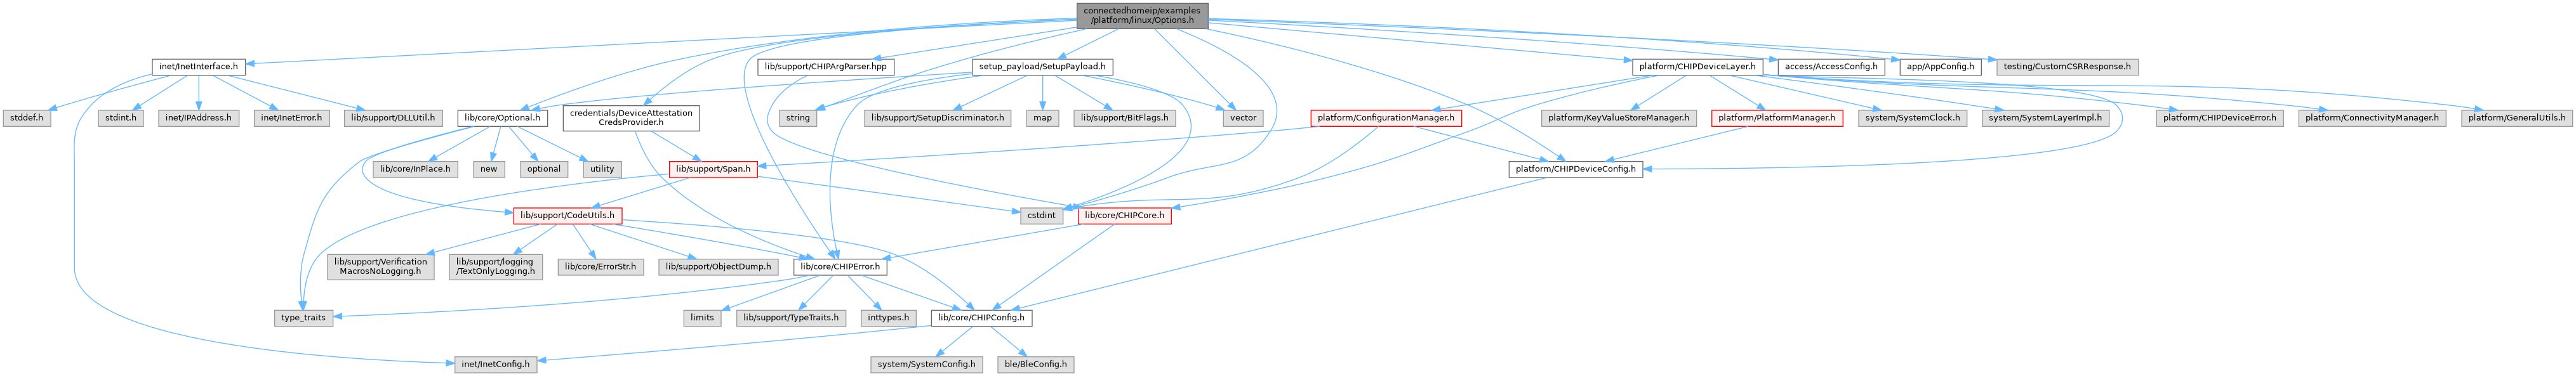 connectedhomeip/examples
/platform/linux/Options.h
inet/InetInterface.h
lib/support/CHIPArgParser.hpp
setup_payload/SetupPayload.h
platform/CHIPDeviceLayer.h
access/AccessConfig.h
app/AppConfig.h
testing/CustomCSRResponse.h
stddef.h
stdint.h
inet/IPAddress.h
inet/InetError.h
lib/support/DLLUtil.h
lib/core/Optional.h
credentials/DeviceAttestation
CredsProvider.h
string
lib/support/SetupDiscriminator.h
map
lib/support/BitFlags.h
vector
platform/ConfigurationManager.h
platform/KeyValueStoreManager.h
platform/PlatformManager.h
system/SystemClock.h
system/SystemLayerImpl.h
platform/CHIPDeviceError.h
platform/ConnectivityManager.h
platform/GeneralUtils.h
lib/core/InPlace.h
new
optional
utility
lib/support/Span.h
platform/CHIPDeviceConfig.h
lib/support/CodeUtils.h
cstdint
lib/core/CHIPCore.h
lib/support/Verification
MacrosNoLogging.h
lib/support/logging
/TextOnlyLogging.h
lib/core/ErrorStr.h
lib/support/ObjectDump.h
lib/core/CHIPError.h
type_traits
limits
lib/support/TypeTraits.h
inttypes.h
lib/core/CHIPConfig.h
inet/InetConfig.h
system/SystemConfig.h
ble/BleConfig.h